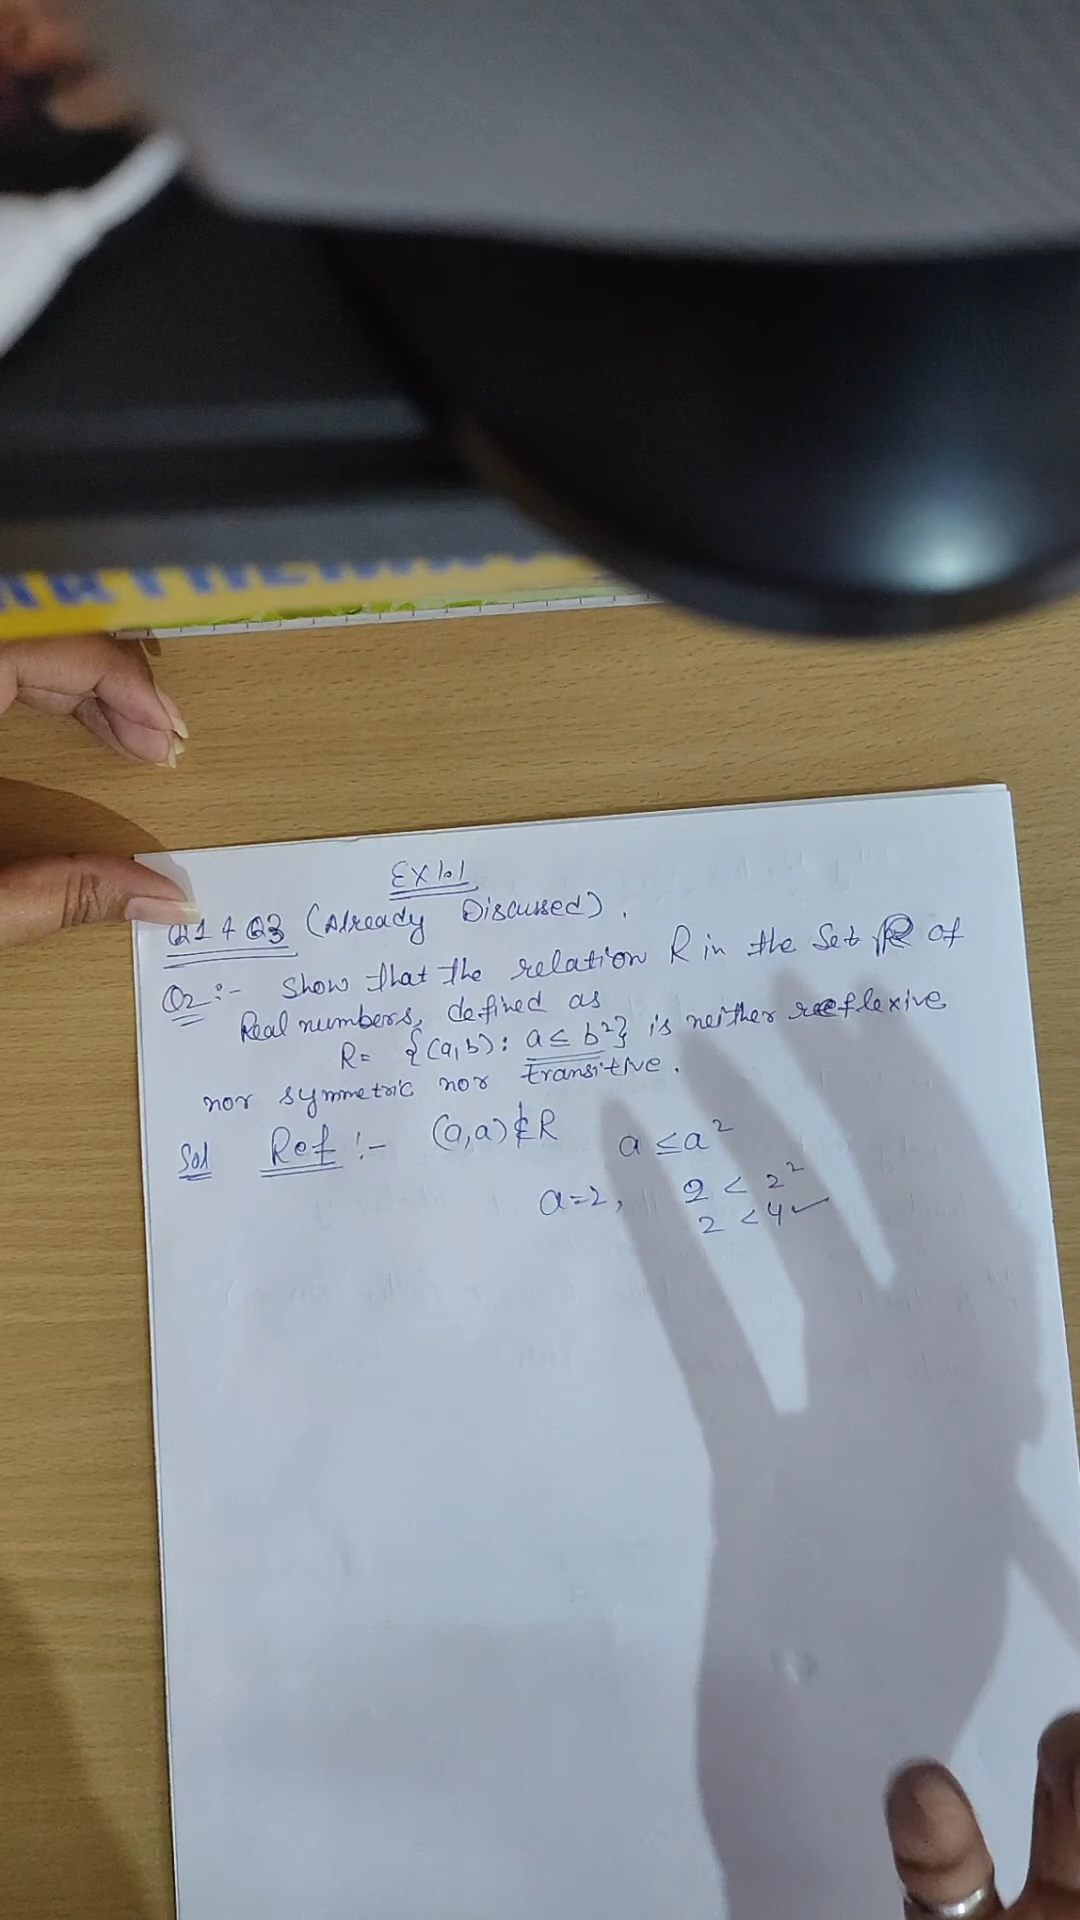 Ex 1.1
Q1 & Q3 (Already Discussed).
Q2:- Show that the relation R in the Set R of
Real numbers, defined as
R = {(a,b): a ≤ b²} is neither reeflexive
nor symmetric nor transitive.
Sol Ref :- (a,a) ∉ R a ≤ a²
a=2, 2 < 2²
2 < 4 ✓